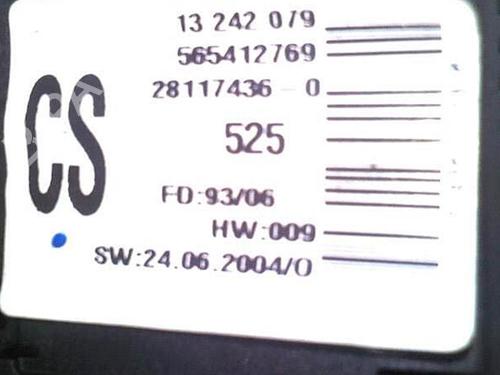 13 242 079
565412769
28117436 - 0
CS
525
FD:93/06
HW:009
SW:24.06.2004/0